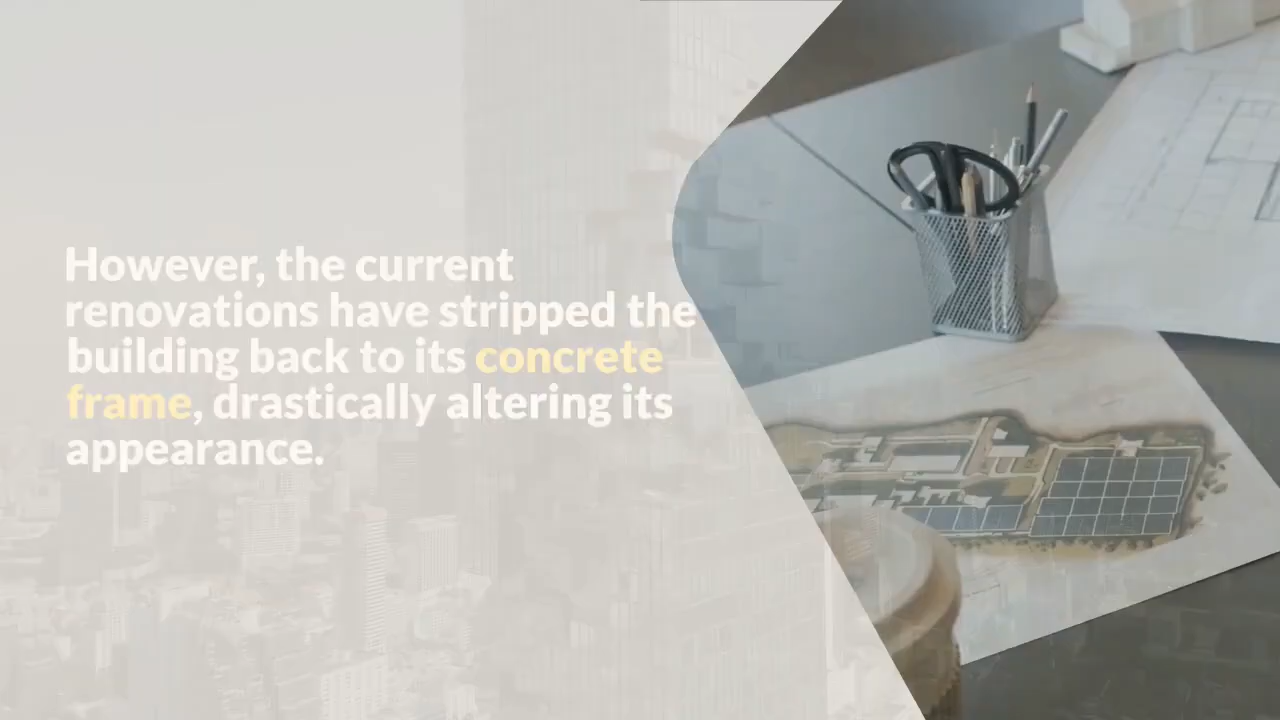 However, the current
renovations have stripped the
building back to its concrete
frame, drastically altering its
appearance.